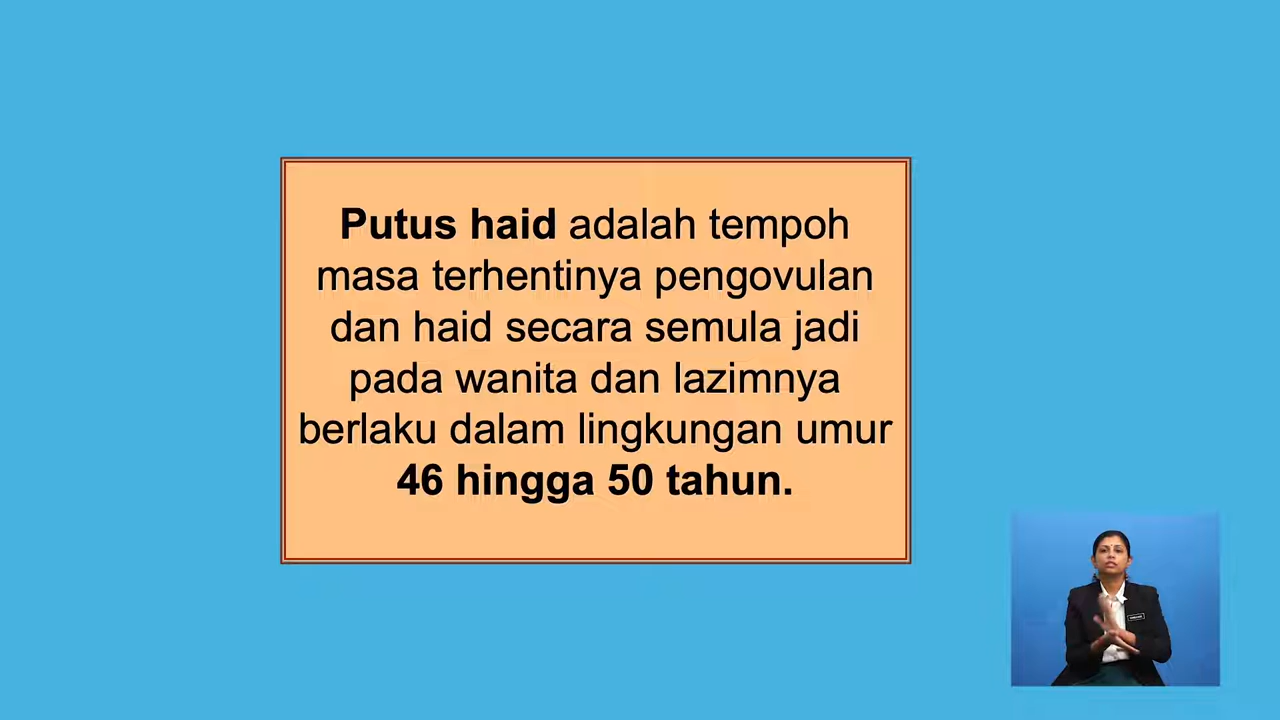 Putus haid adalah tempoh
masa terhentinya pengovulan
dan haid secara semula jadi
pada wanita dan lazimnya
berlaku dalam lingkungan umur
46 hingga 50 tahun.